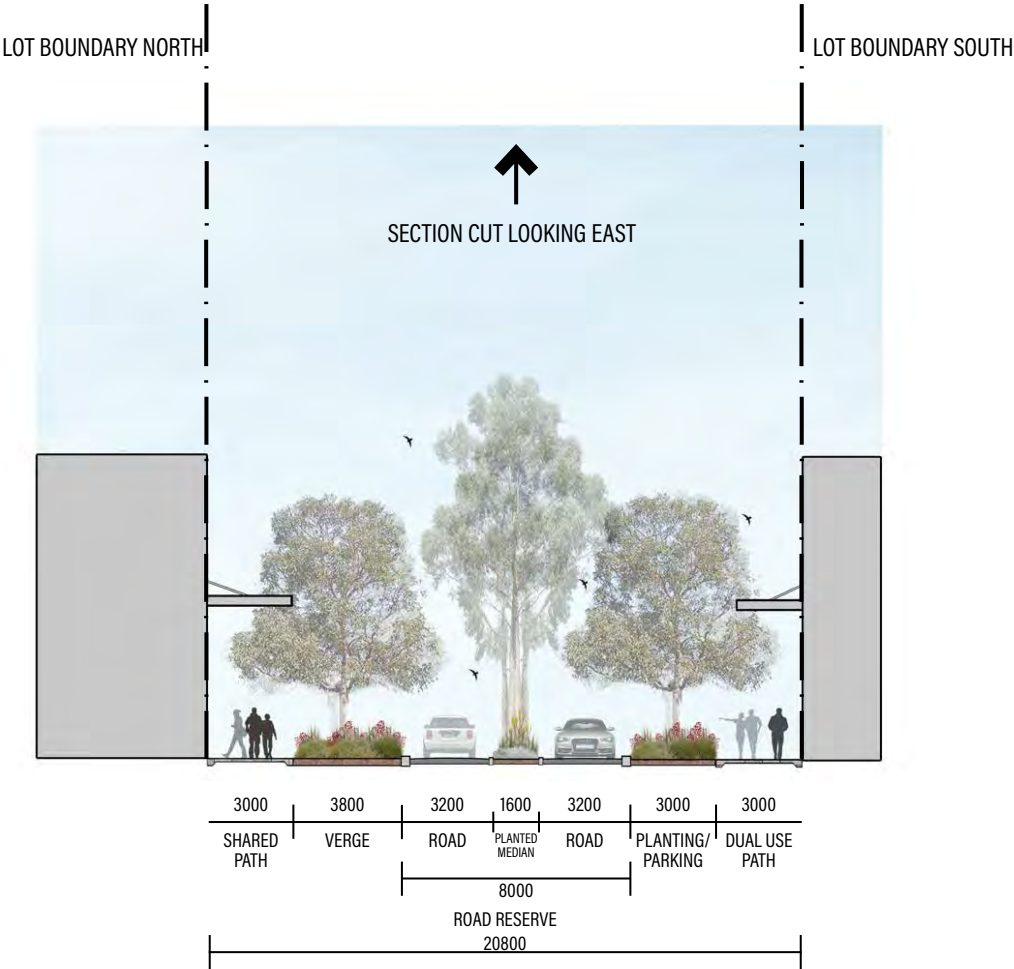 LOT BOUNDARY NORTH
LOT BOUNDARY SOUTH
SECTION CUT LOOKING EAST
3000 3800 3200 1600 3200 3000 3000
SHARED PATH
VERGE
ROAD
PLANTED MEDIAN
ROAD
PLANTING/ PARKING
DUAL USE PATH
8000
ROAD RESERVE
20800